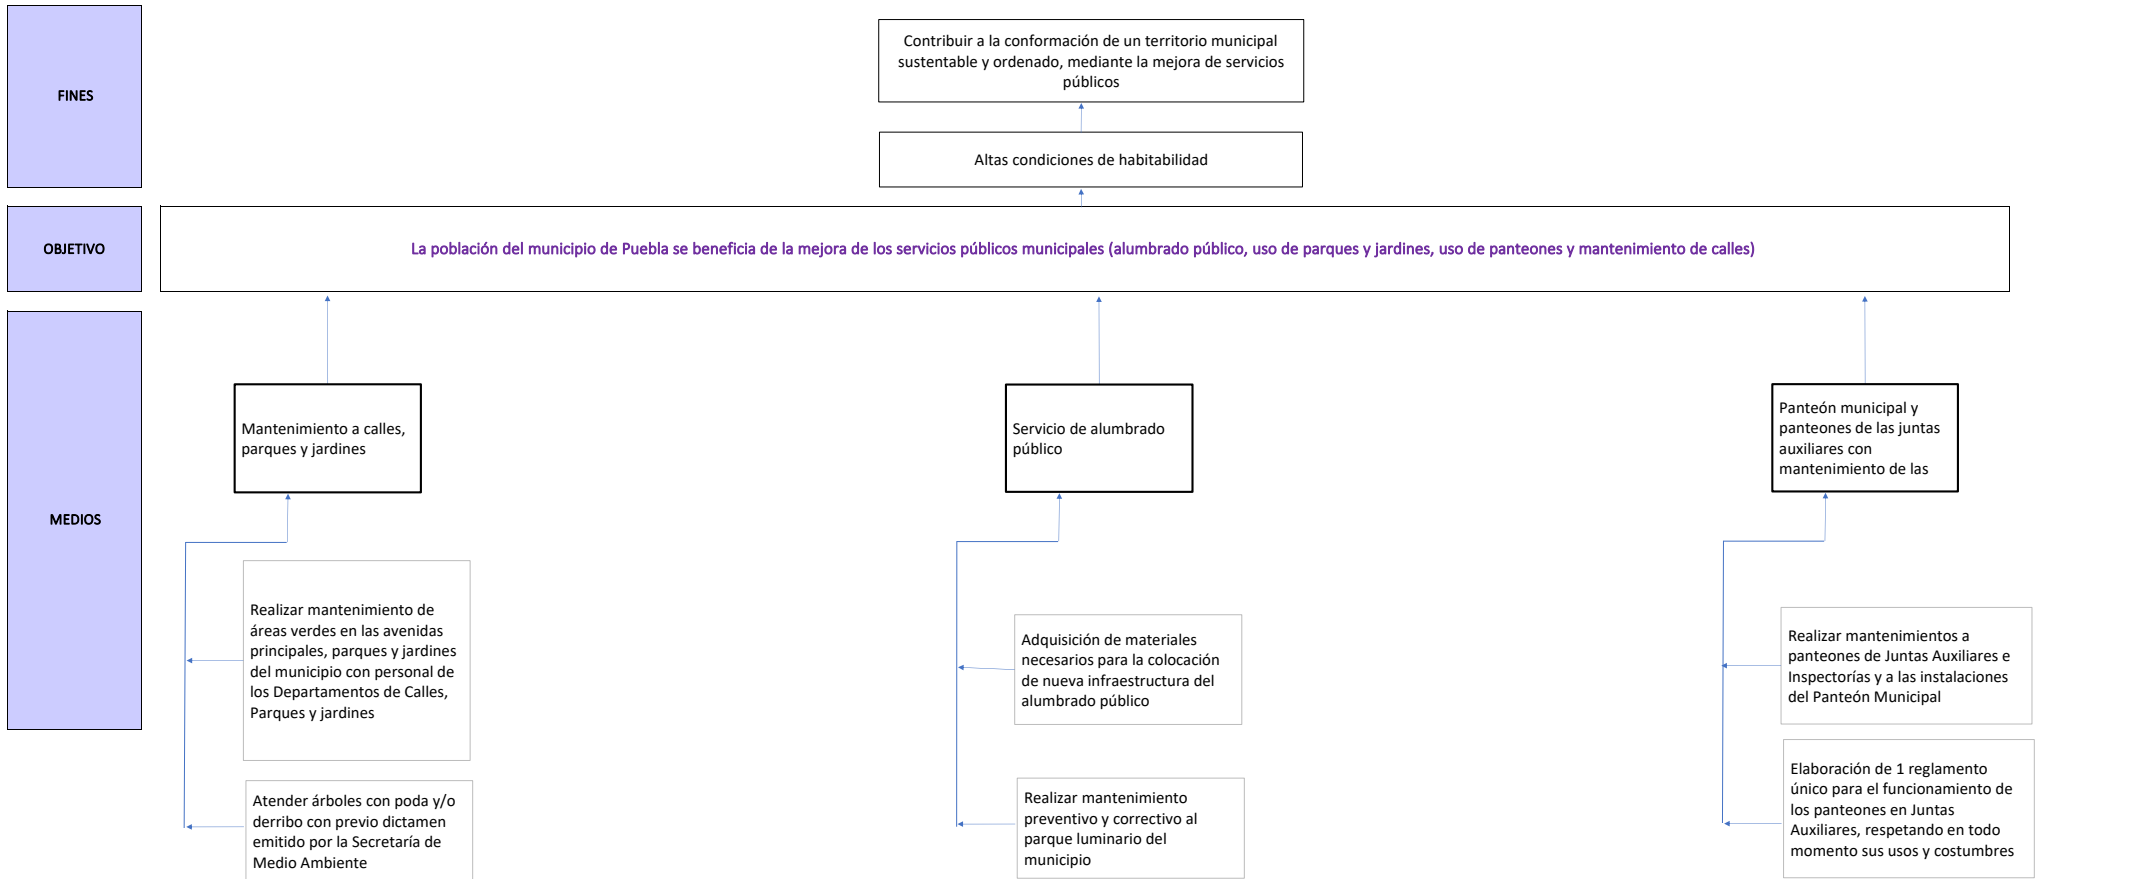 FINES
Contribuir a la conformación de un territorio municipal
sustentable y ordenado, mediante la mejora de servicios
públicos
Altas condiciones de habitabilidad
OBJETIVO
La población del municipio de Puebla se beneficia de la mejora de los servicios públicos municipales (alumbrado público, uso de parques y jardines, uso de panteones y mantenimiento de calles)
MEDIOS
Mantenimiento a calles,
parques y jardines
Realizar mantenimiento de
áreas verdes en las avenidas
principales, parques y jardines
del municipio con personal de
los Departamentos de Calles,
Parques y jardines
Atender árboles con poda y/o
derribo con previo dictamen
emitido por la Secretaría de
Medio Ambiente
Servicio de alumbrado
público
Adquisición de materiales
necesarios para la colocación
de nueva infraestructura del
alumbrado público
Realizar mantenimiento
preventivo y correctivo al
parque luminario del
municipio
Panteón municipal y
panteones de las juntas
auxiliares con
mantenimiento de las
Realizar mantenimientos a
panteones de Juntas Auxiliares e
Inspectorías y a las instalaciones
del Panteón Municipal
Elaboración de 1 reglamento
único para el funcionamiento de
los panteones en Juntas
Auxiliares, respetando en todo
momento sus usos y costumbres